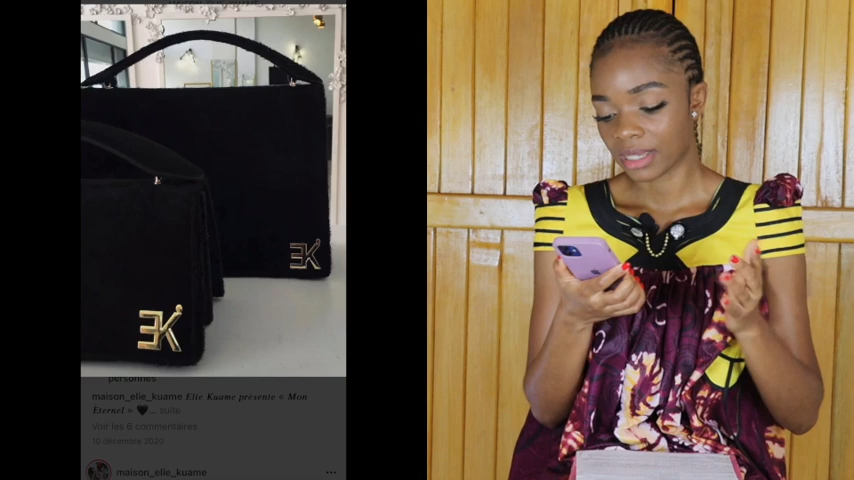 EK
EK
personnes
maison_elie_kuame Elie Kuame présente « Mon
Eternel » 🖤... suite
Voir les 6 commentaires
10 décembre 2020
maison_elie_kuame